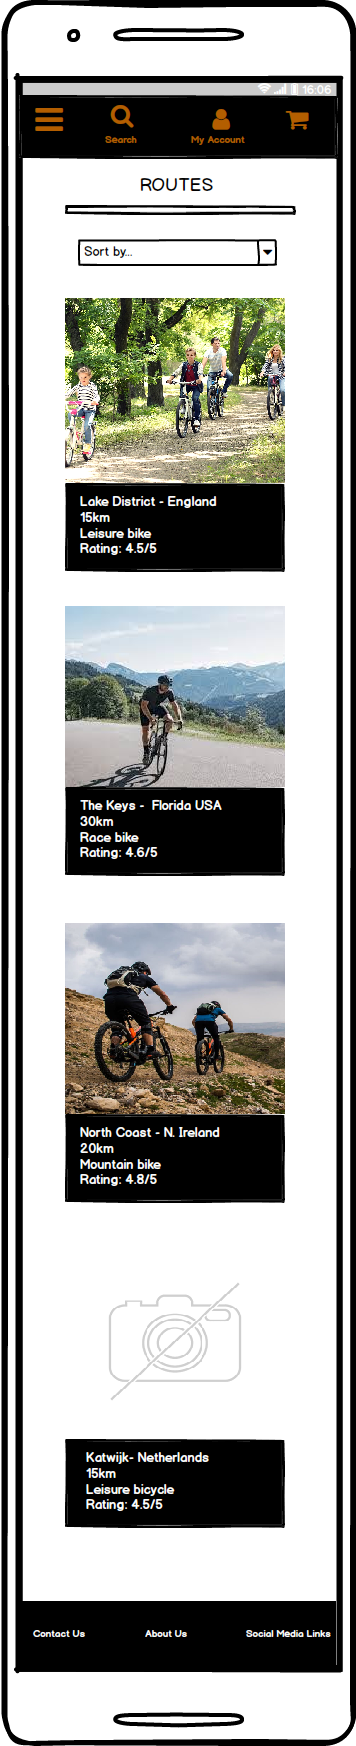 16:06
Search
My Account
ROUTES
Sort by...
Lake District - England
15km
Leisure bike
Rating: 4.5/5
The Keys - Florida USA
30km
Race bike
Rating: 4.6/5
North Coast - N. Ireland
20km
Mountain bike
Rating: 4.8/5
Katwijk- Netherlands
15km
Leisure bicycle
Rating: 4.5/5
Contact Us
About Us
Social Media Links